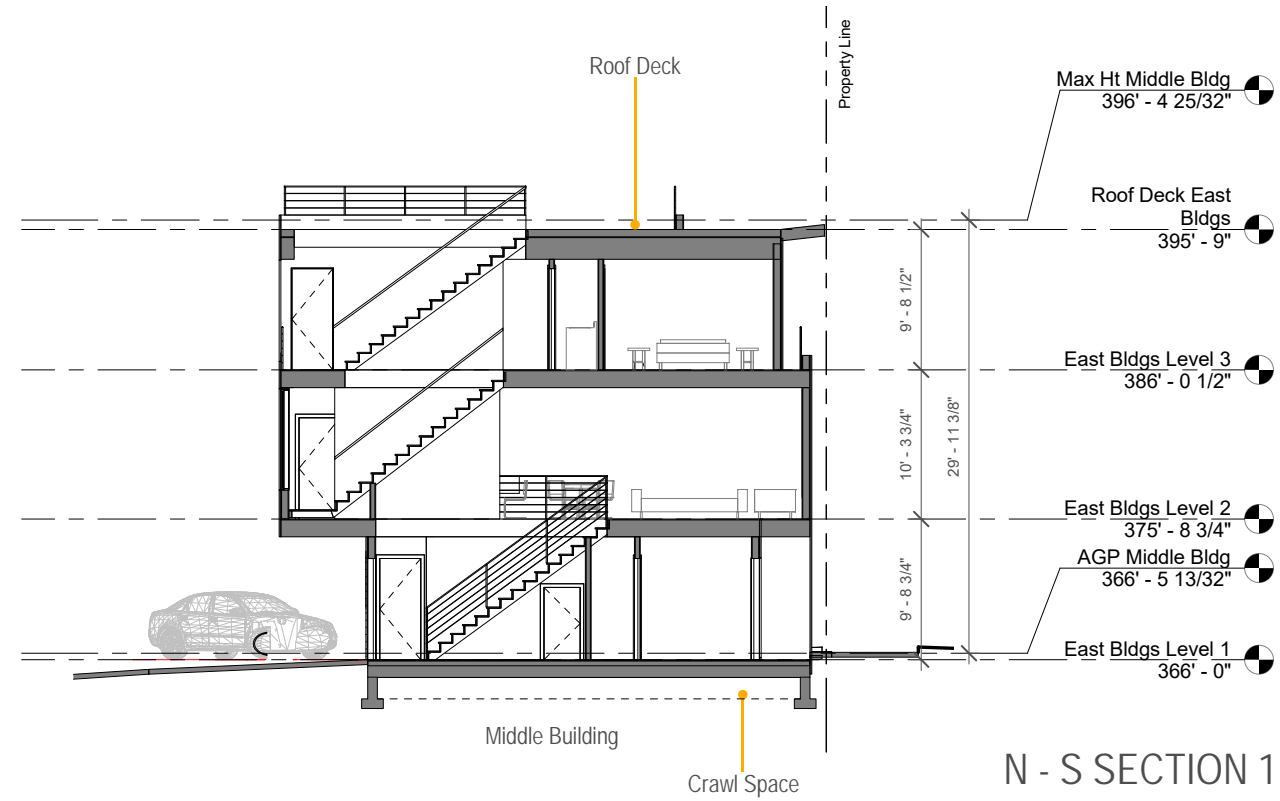 Roof Deck
Property Line
Max Ht Middle Bldg
396' - 4 25/32"
Roof Deck East
Bldgs
395' - 9"
9' - 8 1/2"
East Bldgs Level 3
386' - 0 1/2"
10' - 3 3/4"
29' - 11 3/8"
East Bldgs Level 2
375' - 8 3/4"
AGP Middle Bldg
366' - 5 13/32"
9' - 8 3/4"
East Bldgs Level 1
366' - 0"
Middle Building
Crawl Space
N - S SECTION 1